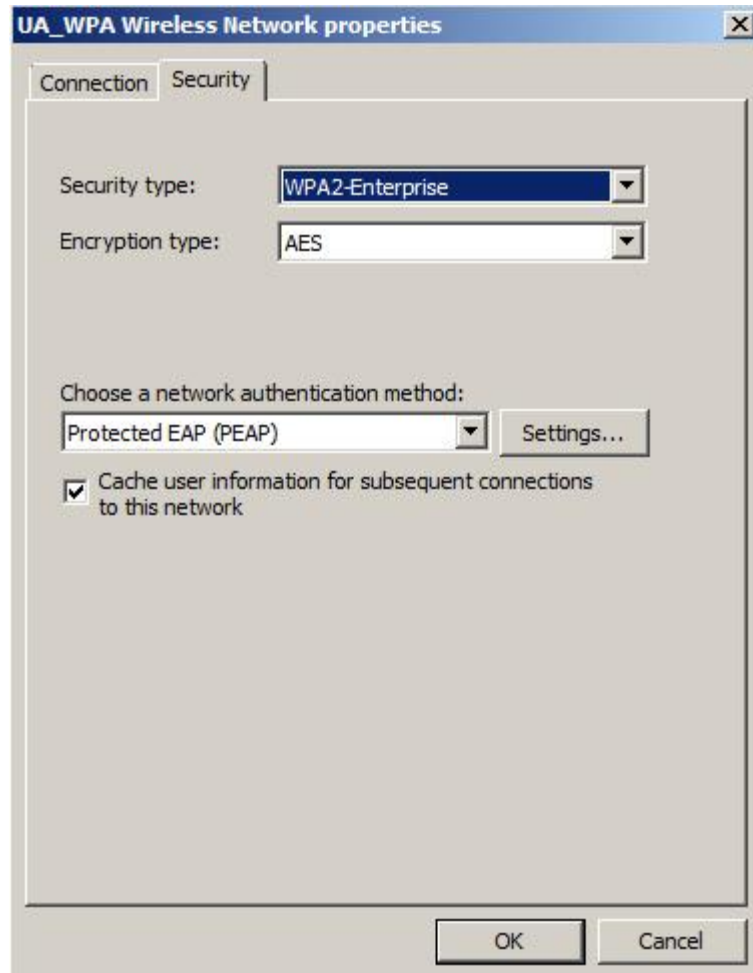 UA_WPA Wireless Network properties
Connection Security
Security type: WPA2-Enterprise
Encryption type: AES
Choose a network authentication method:
Protected EAP (PEAP) Settings...
Cache user information for subsequent connections
to this network
OK Cancel